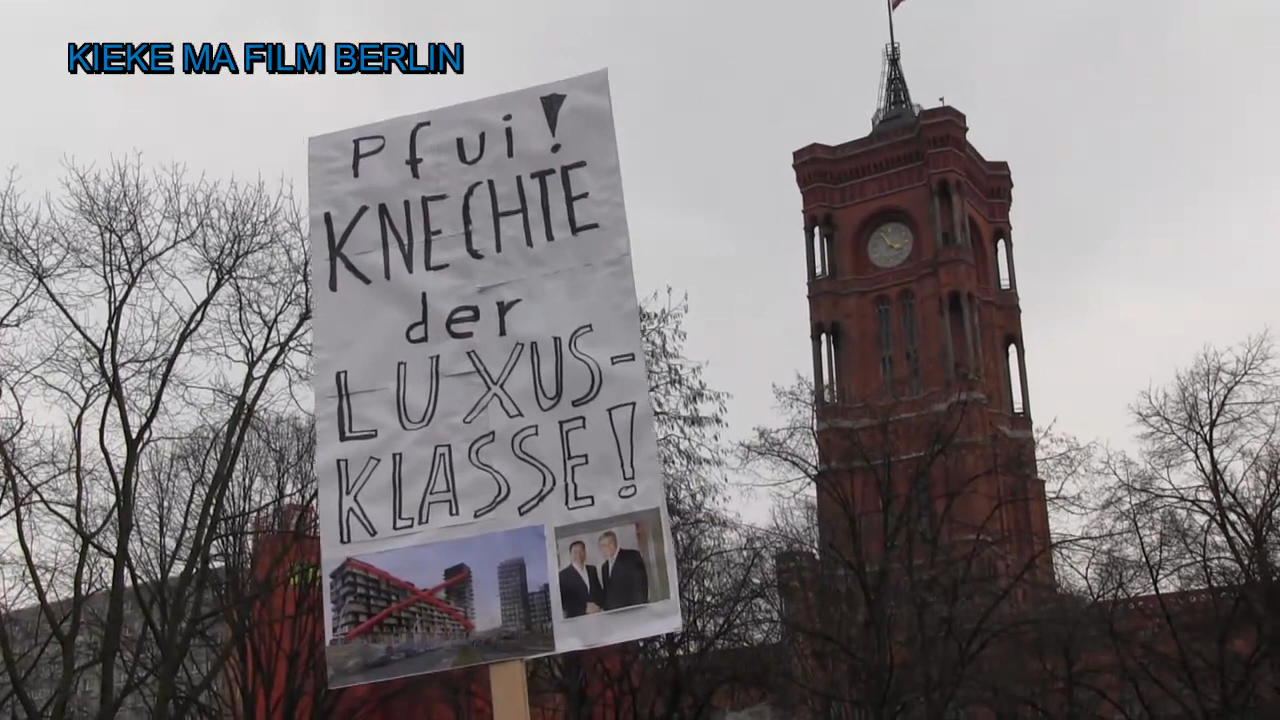 KIEKE MA FILM BERLIN
Pfui!
KNECHTE
der
LUXUS-
KLASSE!